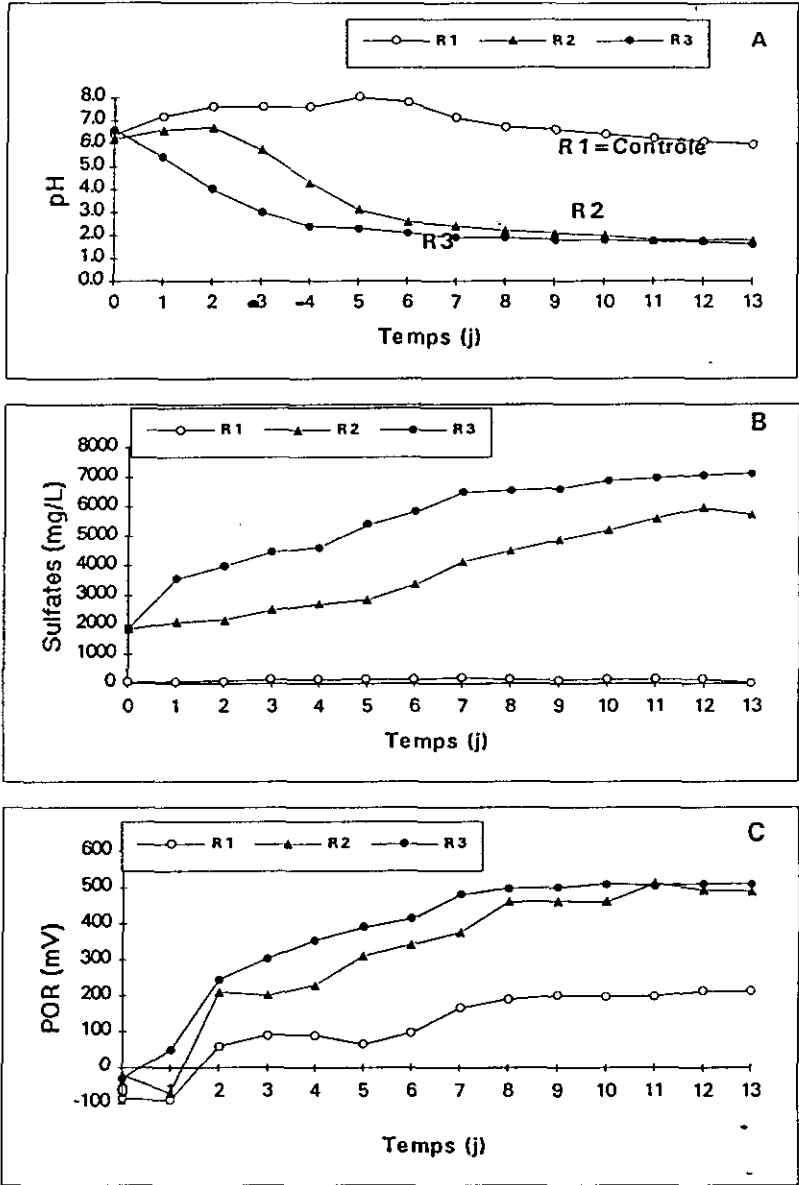 R1 R2 R3
A
8.0
7.0
6.0
5.0
4.0
3.0
2.0
1.0
0.0
pH
R1=Contrôle
R2
R3
0 1 2 3 4 5 6 7 8 9 10 11 12 13
Temps (j)
R1 R2 R3
B
8000
7000
6000
5000
4000
3000
2000
1000
0
Sulfates (mg/L)
0 1 2 3 4 5 6 7 8 9 10 11 12 13
Temps (j)
R1 R2 R3
C
600
500
400
300
200
100
0
-100
POR (mV)
0 1 2 3 4 5 6 7 8 9 10 11 12 13
Temps (j)